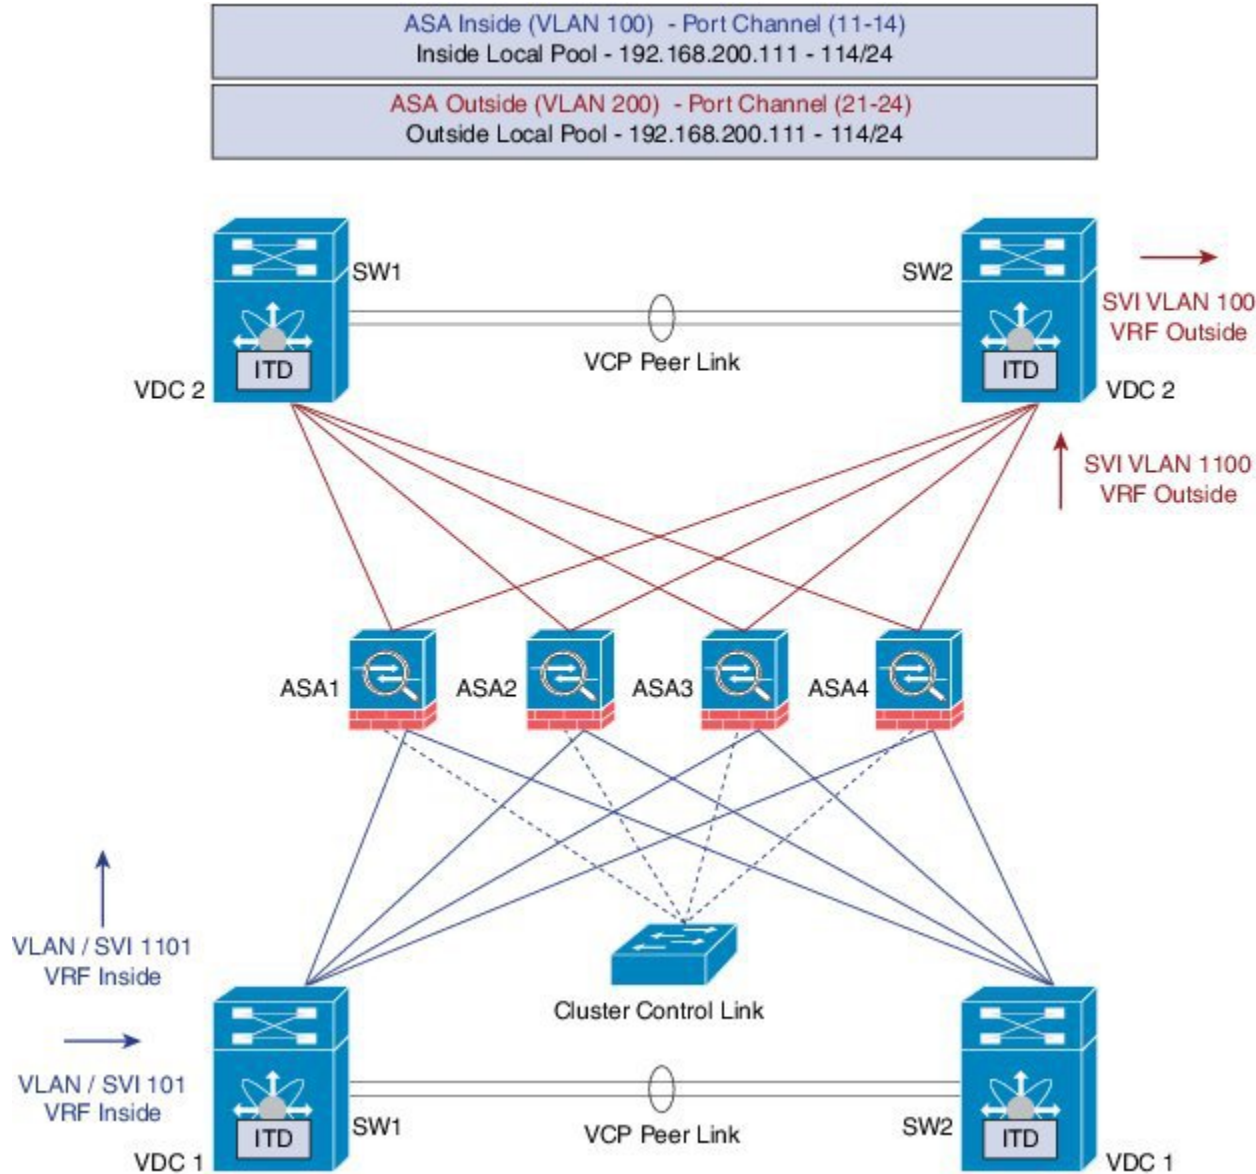 ASA Inside (VLAN 100) - Port Channel (11-14)
Inside Local Pool - 192.168.200.111 - 114/24
ASA Outside (VLAN 200) - Port Channel (21-24)
Outside Local Pool - 192.168.200.111 - 114/24
SW1
SW2
ITD
VDC 2
VCP Peer Link
ITD
VDC 2
SVI VLAN 100
VRF Outside
SVI VLAN 1100
VRF Outside
ASA1
ASA2
ASA3
ASA4
VLAN / SVI 1101
VRF Inside
Cluster Control Link
VLAN / SVI 101
VRF Inside
ITD
SW1
VDC 1
VCP Peer Link
SW2
ITD
VDC 1